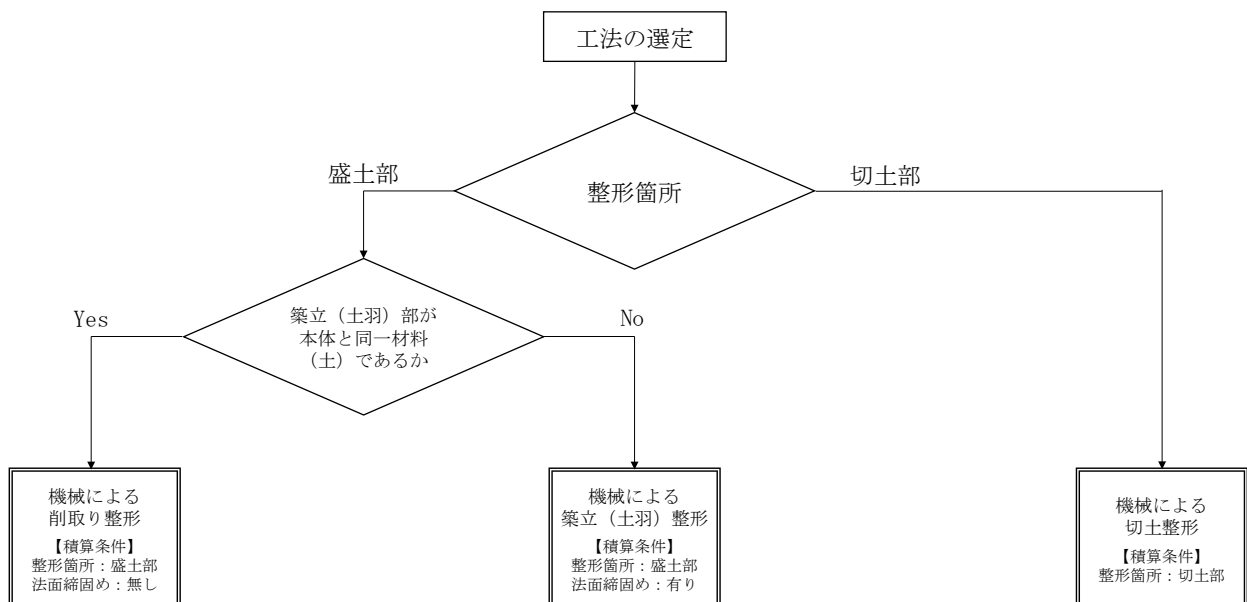 工法の選定
盛土部
整形箇所
切土部
Yes
築立（土羽）部が
本体と同一材料
（土）であるか
No
機械による
削取り整形
【積算条件】
整形箇所：盛土部
法面締固め：無し
機械による
築立（土羽）整形
【積算条件】
整形箇所：盛土部
法面締固め：有り
機械による
切土整形
【積算条件】
整形箇所：切土部